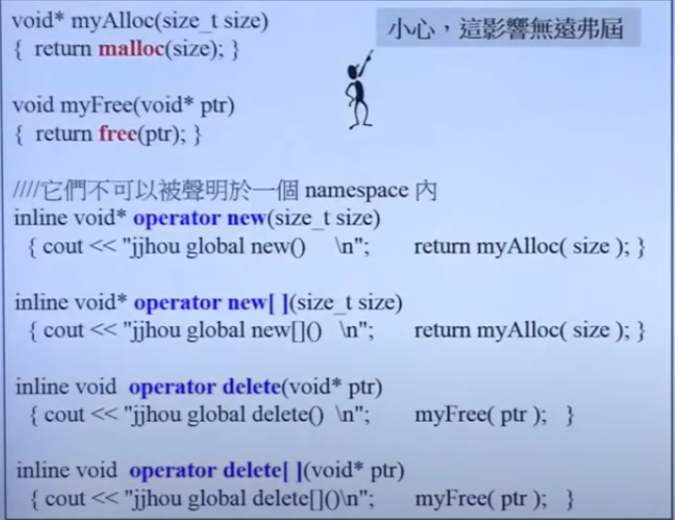 void* myAlloc(size_t size)
{ return malloc(size); }
小心，這影響無遠弗屆
void myFree(void* ptr)
{ return free(ptr); }
////它們不可以被聲明於一個 namespace 內
inline void* operator new(size_t size)
{ cout << "jjhou global new() \n"; return myAlloc( size ); }
inline void* operator new[ ](size_t size)
{ cout << "jjhou global new[]() \n"; return myAlloc( size ); }
inline void operator delete(void* ptr)
{ cout << "jjhou global delete() \n"; myFree( ptr ); }
inline void operator delete[ ](void* ptr)
{ cout << "jjhou global delete[]()\n"; myFree( ptr ); }